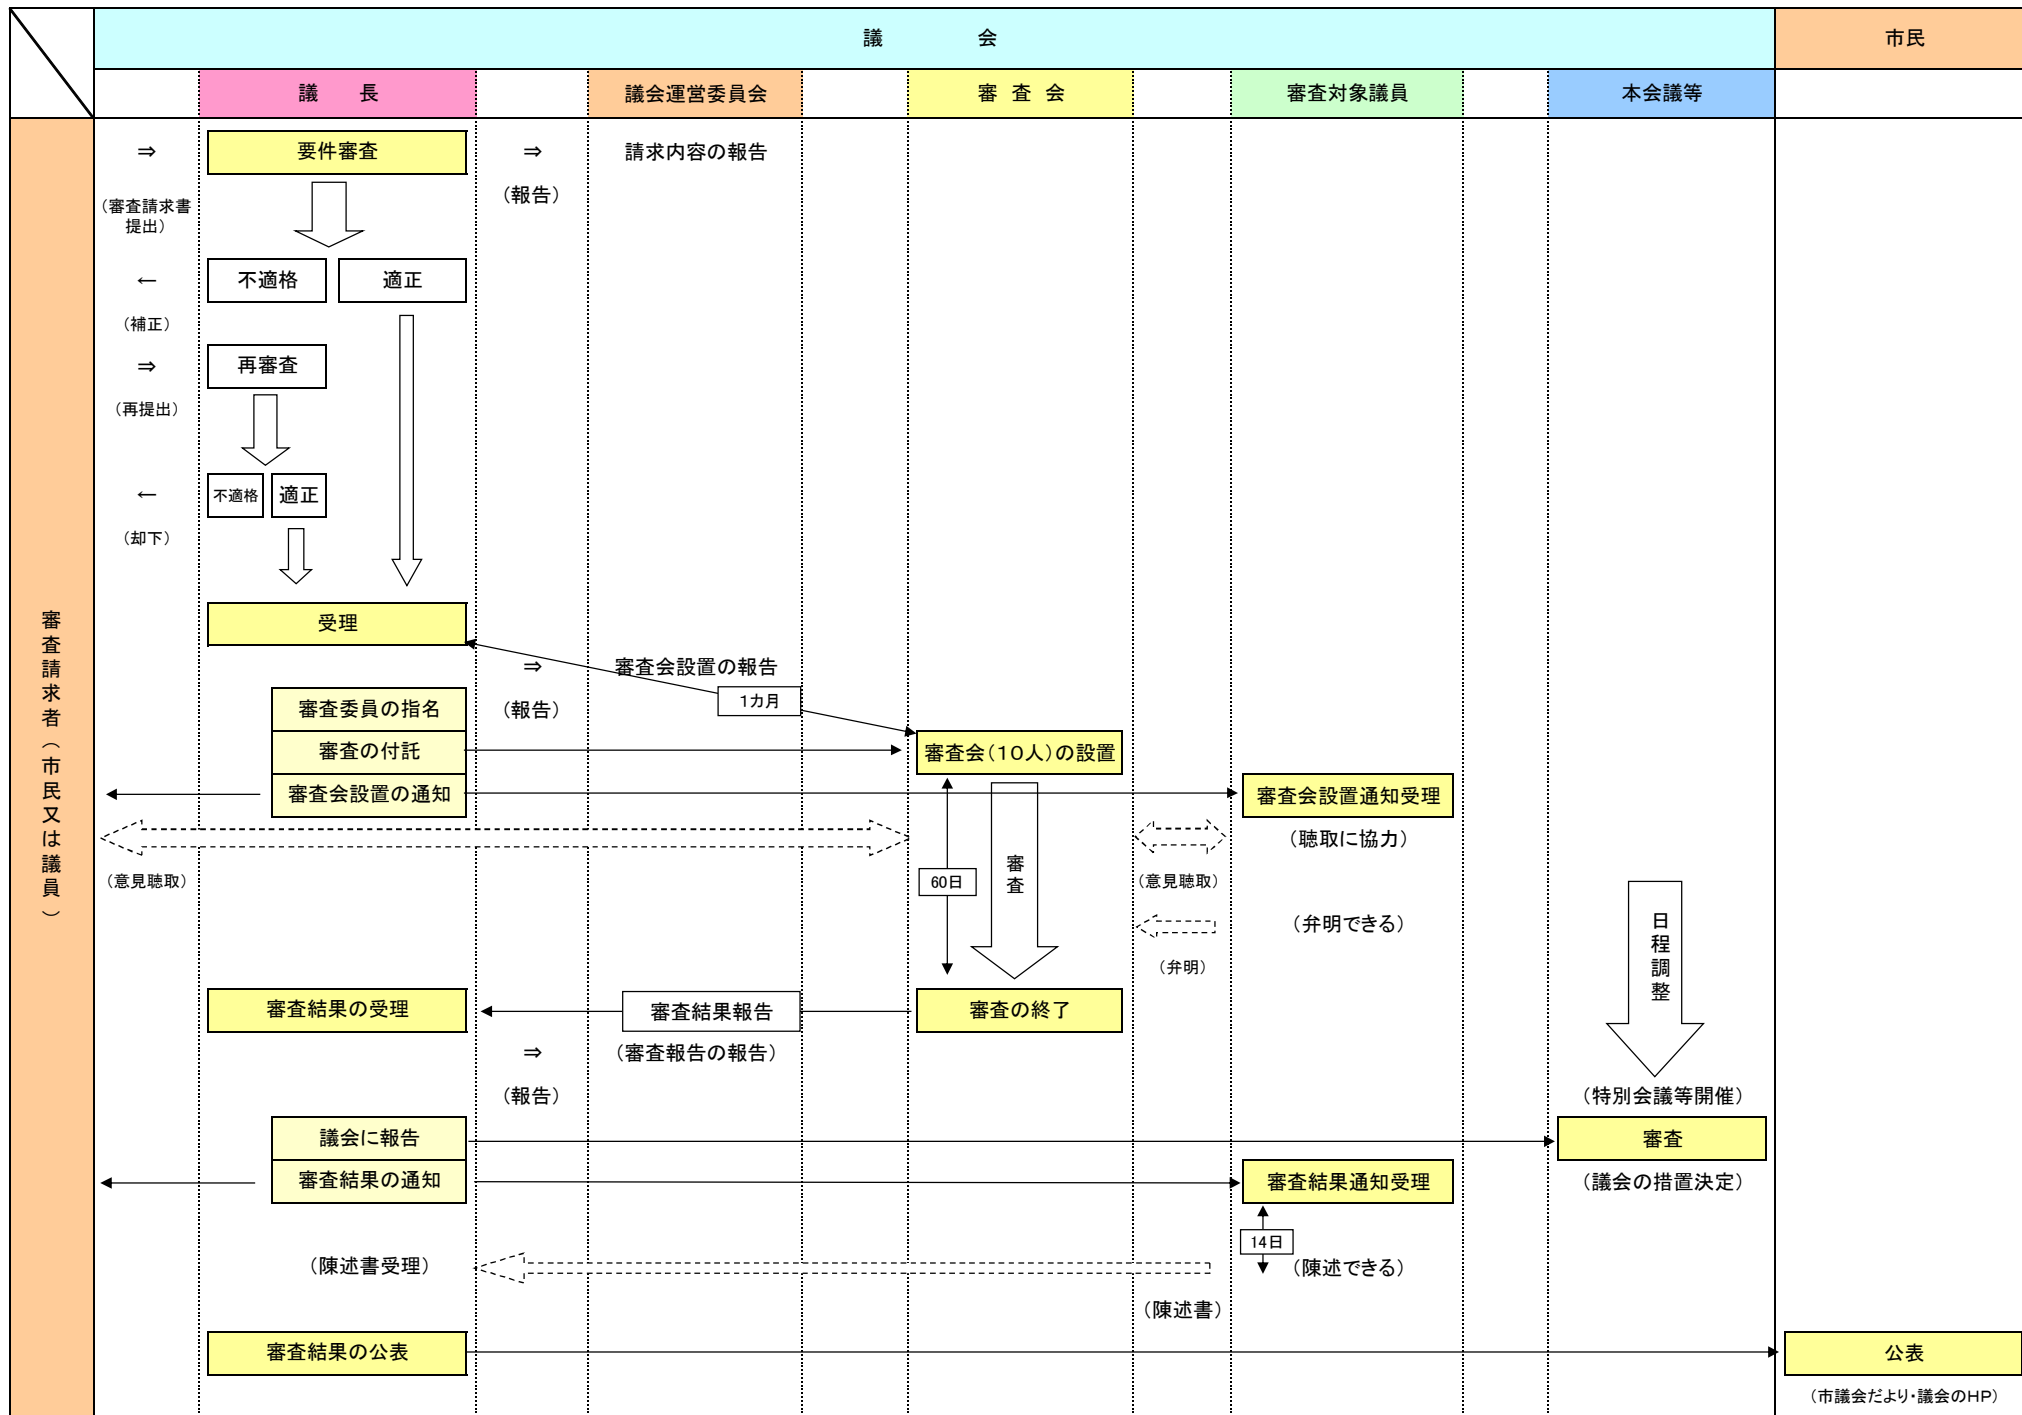 議　会
市民
議　長
議会運営委員会
審 査 会
審査対象議員
本会議等
審査請求者（市民又は議員）
⇒
要件審査
⇒
請求内容の報告
（審査請求書
提出）
（報告）
←
不適格
適正
（補正）
⇒
再審査
（再提出）
←
不適格
適正
（却下）
受理
⇒
審査会設置の報告
1カ月
審査委員の指名
（報告）
審査の付託
審査会（10人）の設置
審査会設置の通知
審査会設置通知受理
（聴取に協力）
（意見聴取）
60日
審査
（意見聴取）
（弁明できる）
（弁明）
日程調整
審査結果の受理
審査結果報告
審査の終了
⇒
（審査報告の報告）
（報告）
（特別会議等開催）
議会に報告
審査
審査結果の通知
審査結果通知受理
（議会の措置決定）
14日
（陳述書受理）
（陳述できる）
（陳述書）
審査結果の公表
公表
（市議会だより・議会のHP）